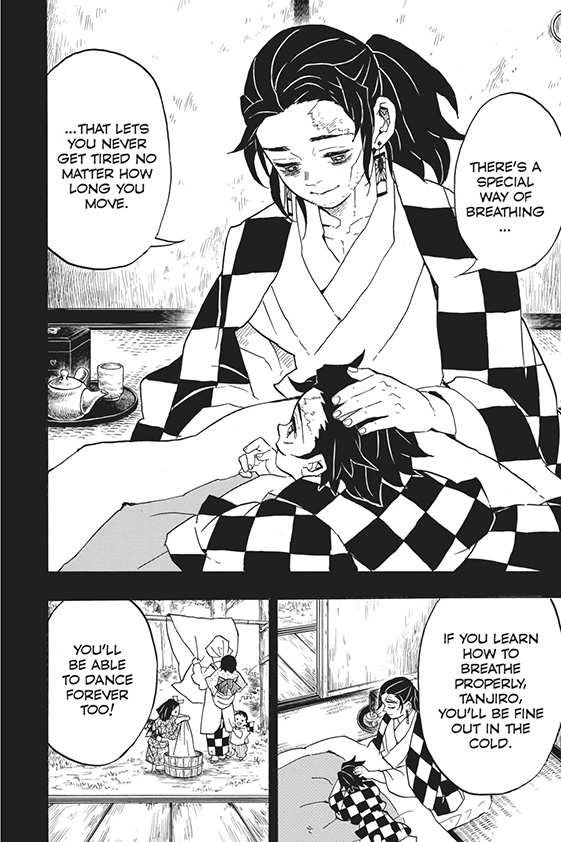 THERE'S A
SPECIAL
WAY OF
BREATHING
...
...THAT LETS
YOU NEVER
GET TIRED NO
MATTER HOW
LONG YOU
MOVE.
IF YOU LEARN
HOW TO
BREATHE
PROPERLY,
TANJIRO,
YOU'LL BE FINE
OUT IN THE
COLD.
YOU'LL
BE ABLE
TO DANCE
FOREVER
TOO!